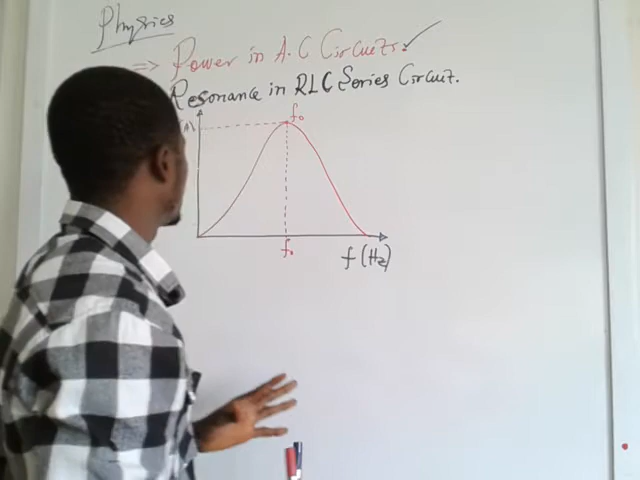 Physics
=> Power in A.C Circuits. ✓
Resonance in RLC Series Circuit.
(A)
f₀
f₀
f (Hz)